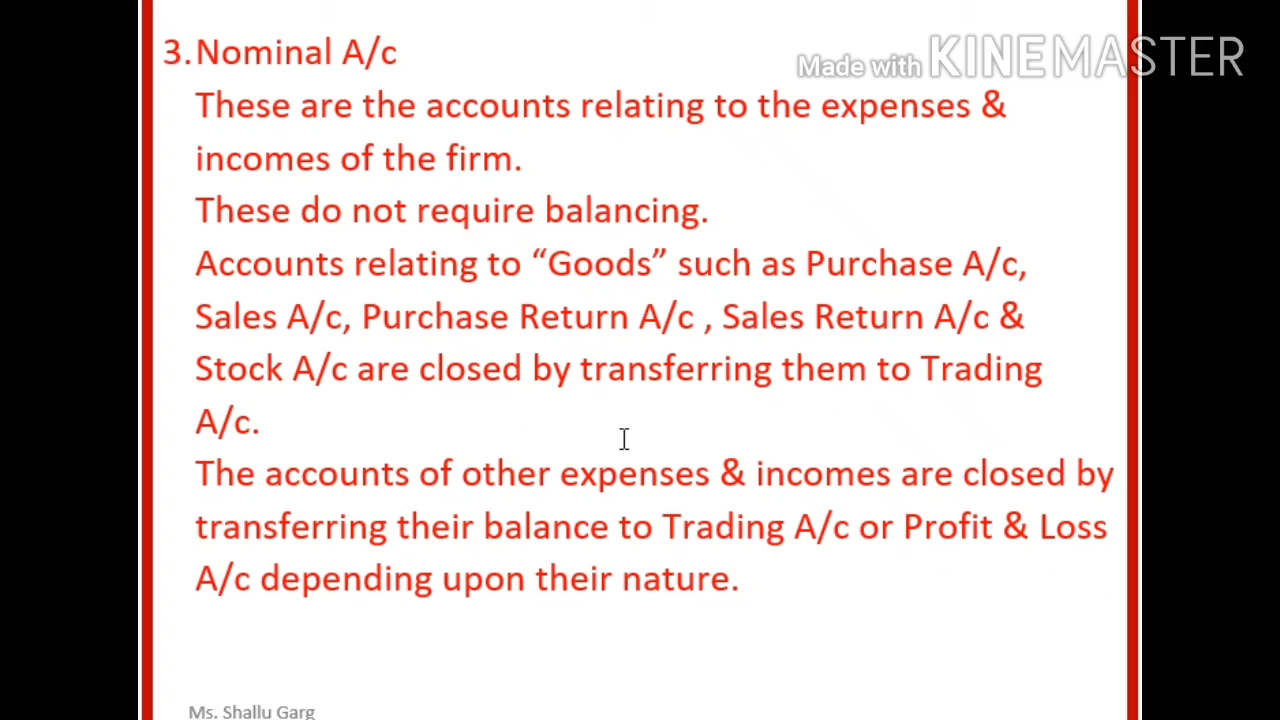 3.Nominal A/c
Made with KINEMASTER
These are the accounts relating to the expenses &
incomes of the firm.
These do not require balancing.
Accounts relating to “Goods” such as Purchase A/c,
Sales A/c, Purchase Return A/c , Sales Return A/c &
Stock A/c are closed by transferring them to Trading
A/c.
The accounts of other expenses & incomes are closed by
transferring their balance to Trading A/c or Profit & Loss
A/c depending upon their nature.
Ms. Shallu Garg